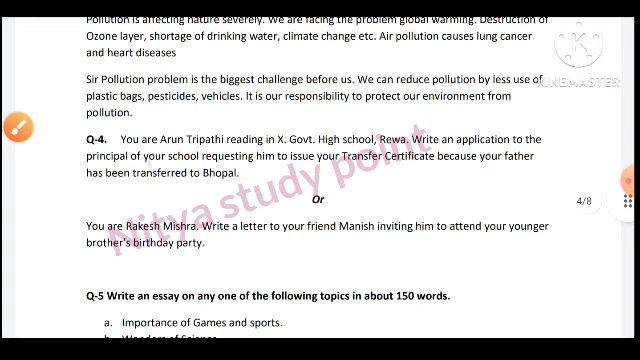 Pollution is affecting nature severely. We are facing the problem global warming. Destruction of
Ozone layer, shortage of drinking water, climate change etc. Air pollution causes lung cancer
and heart diseases
K
KINEMASTER
Sir Pollution problem is the biggest challenge before us. We can reduce pollution by less use of
plastic bags, pesticides, vehicles. It is our responsibility to protect our environment from
pollution.
Q-4. You are Arun Tripathi reading in X. Govt. High school, Rewa. Write an application to the
principal of your school requesting him to issue your Transfer Certificate because your father
has been transferred to Bhopal.
Nitya study point
Or
4/8
You are Rakesh Mishra. Write a letter to your friend Manish inviting him to attend your younger
brother's birthday party.
Q-5 Write an essay on any one of the following topics in about 150 words.
a. Importance of Games and sports.
b. Wonders of Science